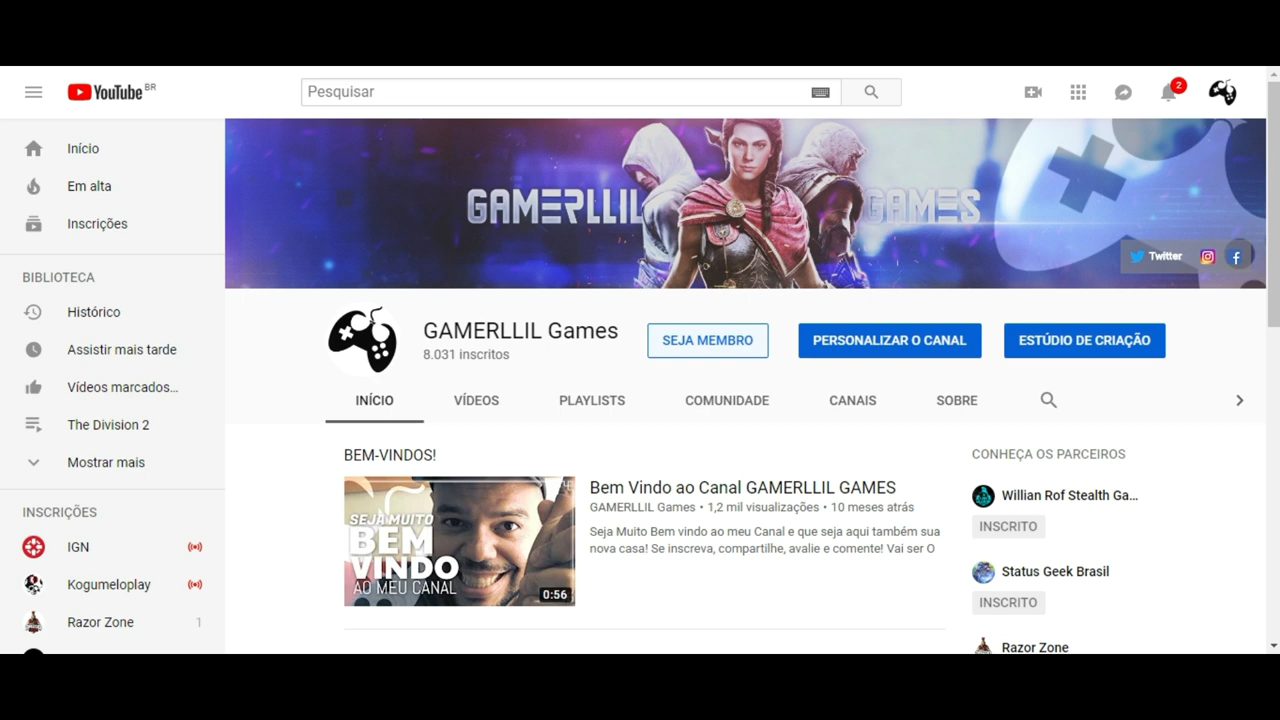 YouTube BR
Pesquisar
2
Início
Em alta
Inscrições
BIBLIOTECA
Histórico
Assistir mais tarde
Vídeos marcados...
The Division 2
Mostrar mais
INSCRIÇÕES
IGN
Kogumeloplay
Razor Zone 1
GAMERLLIL GAMES
Twitter
GAMERLLIL Games
8.031 inscritos
SEJA MEMBRO
PERSONALIZAR O CANAL
ESTÚDIO DE CRIAÇÃO
INÍCIO VÍDEOS PLAYLISTS COMUNIDADE CANAIS SOBRE
BEM-VINDOS!
SEJA MUITO
BEM
VINDO
AO MEU CANAL
0:56
Bem Vindo ao Canal GAMERLLIL GAMES
GAMERLLIL Games • 1,2 mil visualizações • 10 meses atrás
Seja Muito Bem vindo ao meu Canal e que seja aqui também sua
nova casa! Se inscreva, compartilhe, avalie e comente! Vai ser O
CONHEÇA OS PARCEIROS
Willian Rof Stealth Ga...
INSCRITO
Status Geek Brasil
INSCRITO
Razor Zone